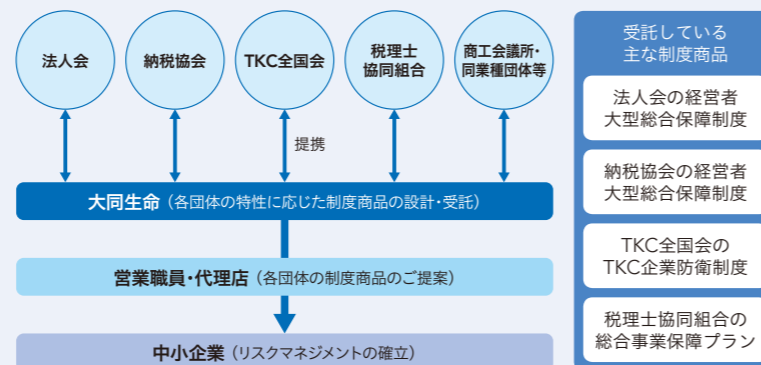 法人会
納税協会
TKC全国会
税理士
協同組合
商工会議所・
同業種団体等
提携
大同生命（各団体の特性に応じた制度商品の設計・受託）
営業職員・代理店（各団体の制度商品のご提案）
中小企業（リスクマネジメントの確立）
受託している
主な制度商品
法人会の経営者
大型総合保障制度
納税協会の経営者
大型総合保障制度
TKC全国会の
TKC企業防衛制度
税理士協同組合の
総合事業保障プラン